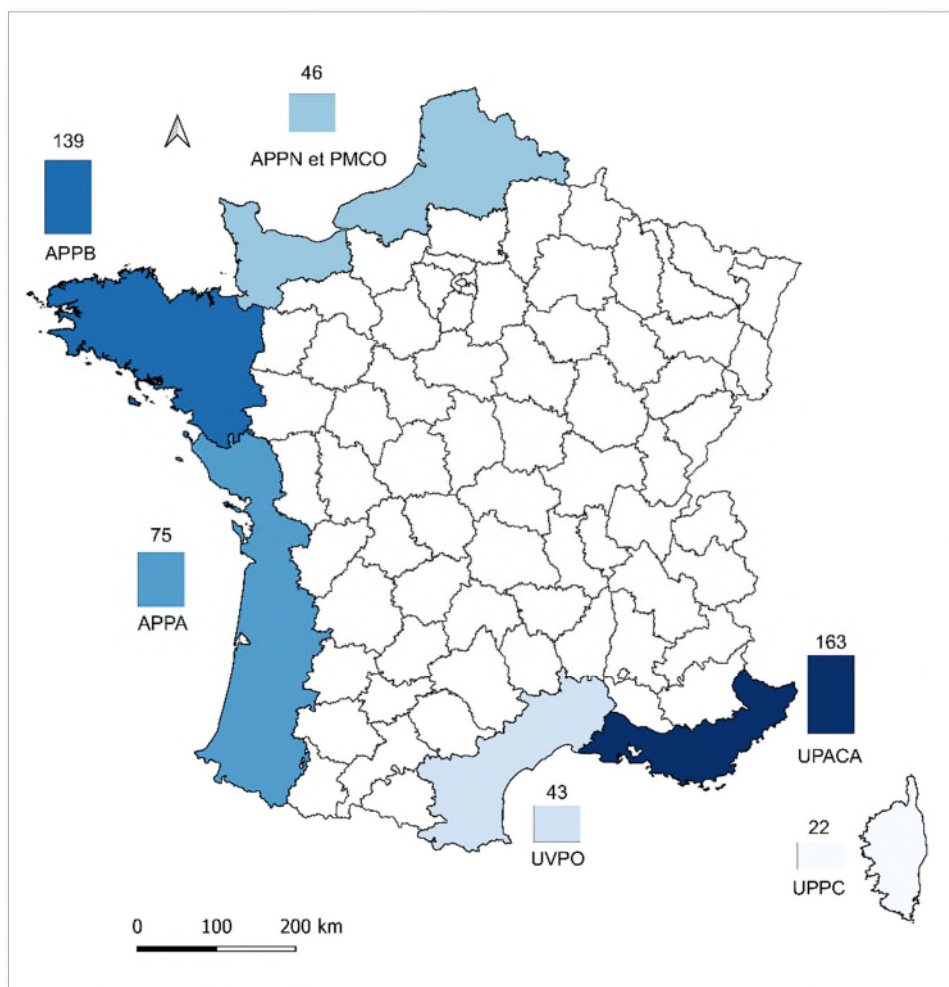 46
APPN et PMCO
139
APPB
75
APPA
163
UPACA
43
UVPO
22
UPPC
0 100 200 km